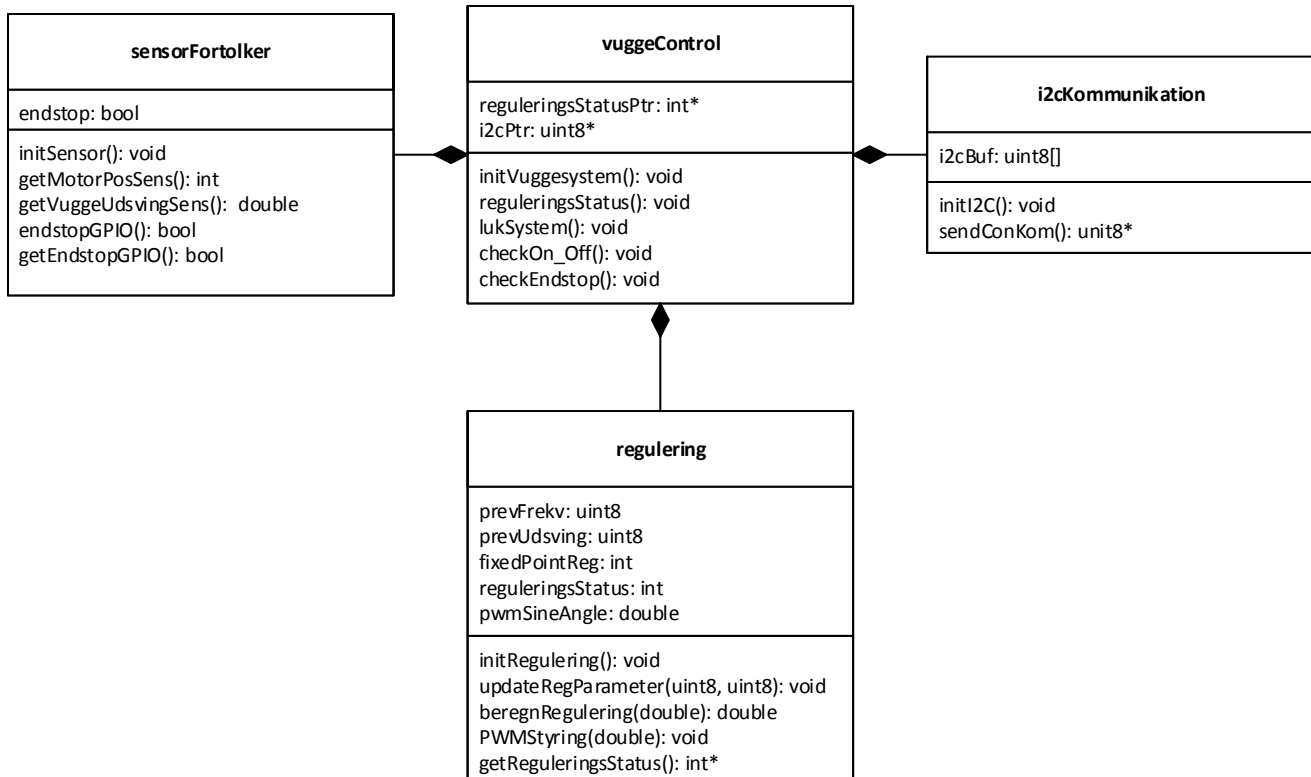 sensorFortolker
endstop: bool
initSensor(): void
getMotorPosSens(): int
getVuggeUdsvingSens():  double
endstopGPIO(): bool
getEndstopGPIO(): bool
vuggeControl
reguleringsStatusPtr: int*
i2cPtr: uint8*
initVuggesystem(): void
reguleringsStatus(): void
lukSystem(): void
checkOn_Off(): void
checkEndstop(): void
i2cKommunikation
i2cBuf: uint8[]
initI2C(): void
sendConKom(): unit8*
regulering
prevFrekv: uint8
prevUdsving: uint8
fixedPointReg: int
reguleringsStatus: int
pwmSineAngle: double
initRegulering(): void
updateRegParameter(uint8, uint8): void
beregnRegulering(double): double
PWMStyring(double): void
getReguleringsStatus(): int*